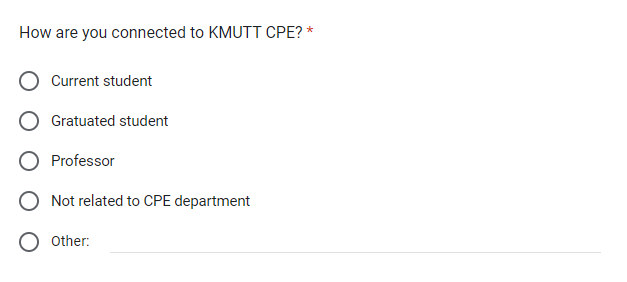 How are you connected to KMUTT CPE? *
Current student
Gratuated student
Professor
Not related to CPE department
Other: